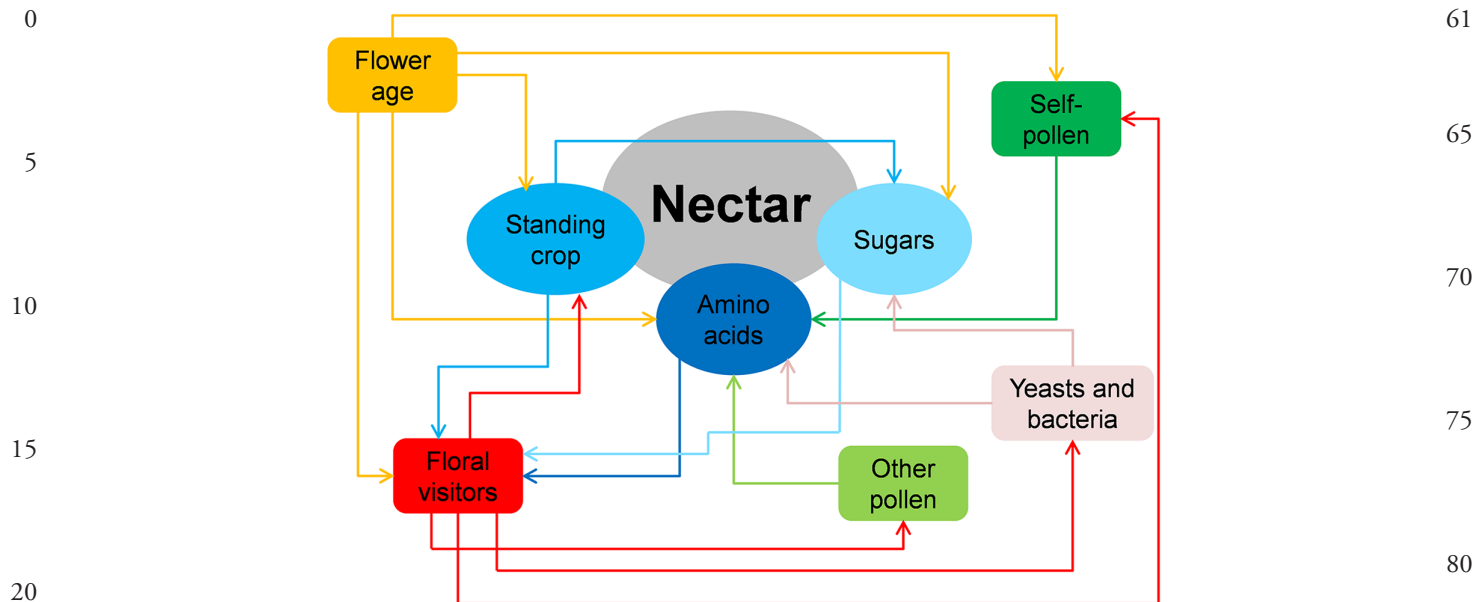 0
61
Flower
age
Self-
pollen
65
5
Nectar
Standing
crop
Sugars
70
10
Amino
acids
Yeasts and
bacteria
75
15
Floral
visitors
Other
pollen
80
20